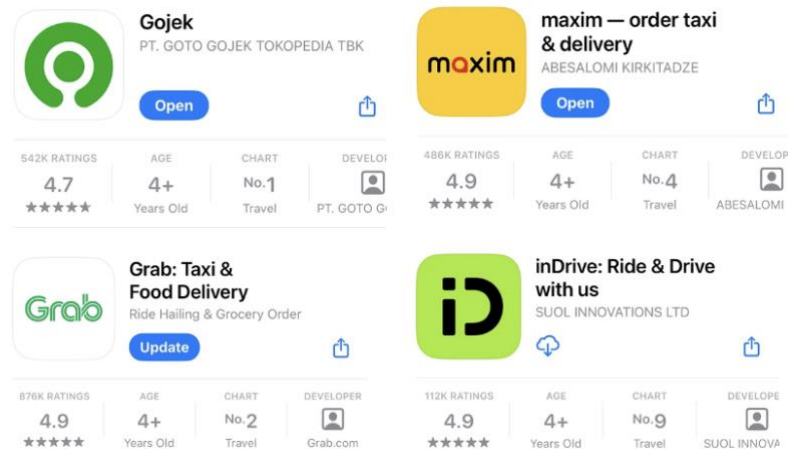 Gojek
PT. GOTO GOJEK TOKOPEDIA TBK
Open
542K RATINGS
AGE
CHART
DEVELOP
4.7
4+
No.1
Years Old
Travel
PT. GOTO G
maxim
maxim — order taxi
& delivery
ABESALOMI KIRKITADZE
Open
486K RATINGS
AGE
CHART
DEVELOP
4.9
4+
No.4
Years Old
Travel
ABESALOMI
Grab
Grab: Taxi &
Food Delivery
Ride Hailing & Grocery Order
Update
876K RATINGS
AGE
CHART
DEVELOPER
4.9
4+
No.2
Years Old
Travel
Grab.com
iD
inDrive: Ride & Drive
with us
SUOL INNOVATIONS LTD
112K RATINGS
AGE
CHART
DEVELOPE
4.9
4+
No.9
Years Old
Travel
SUOL INNOVA